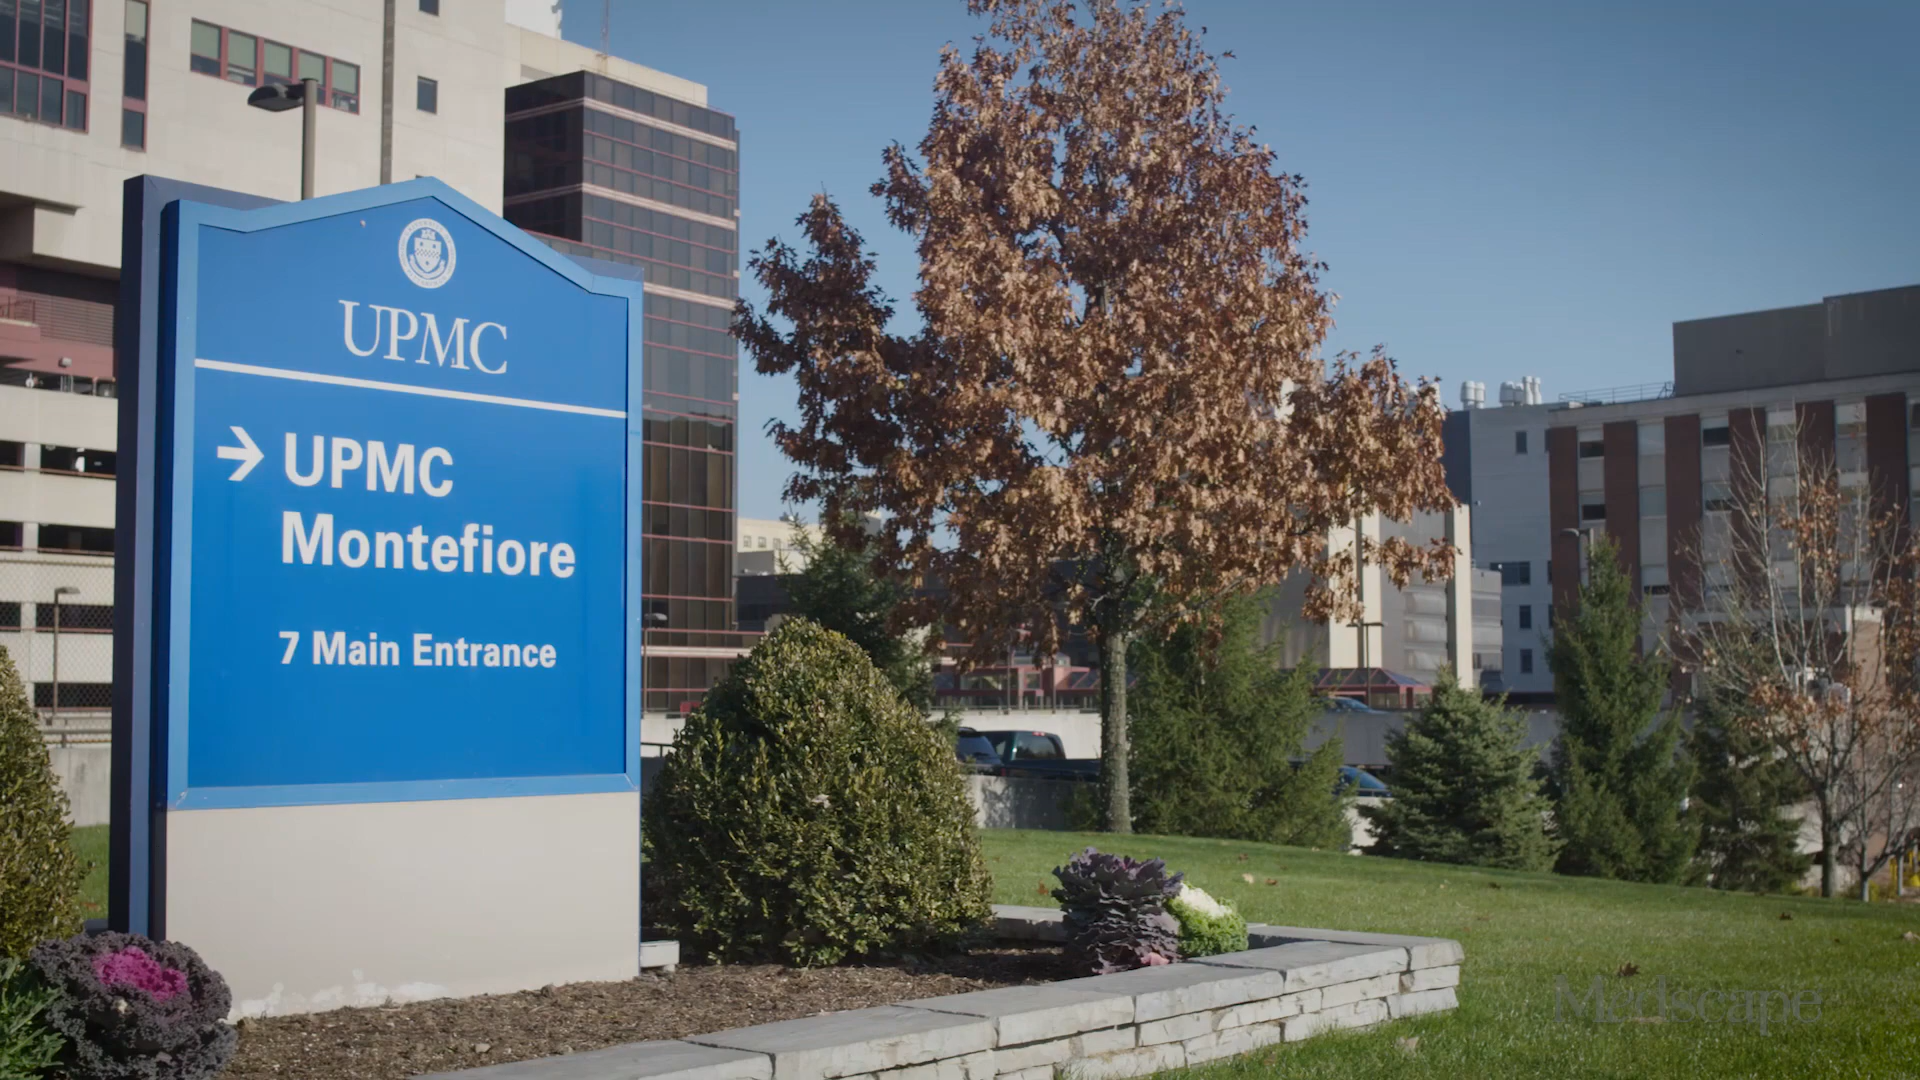 UPMC
UPMC
Montefiore
7 Main Entrance
Medscape